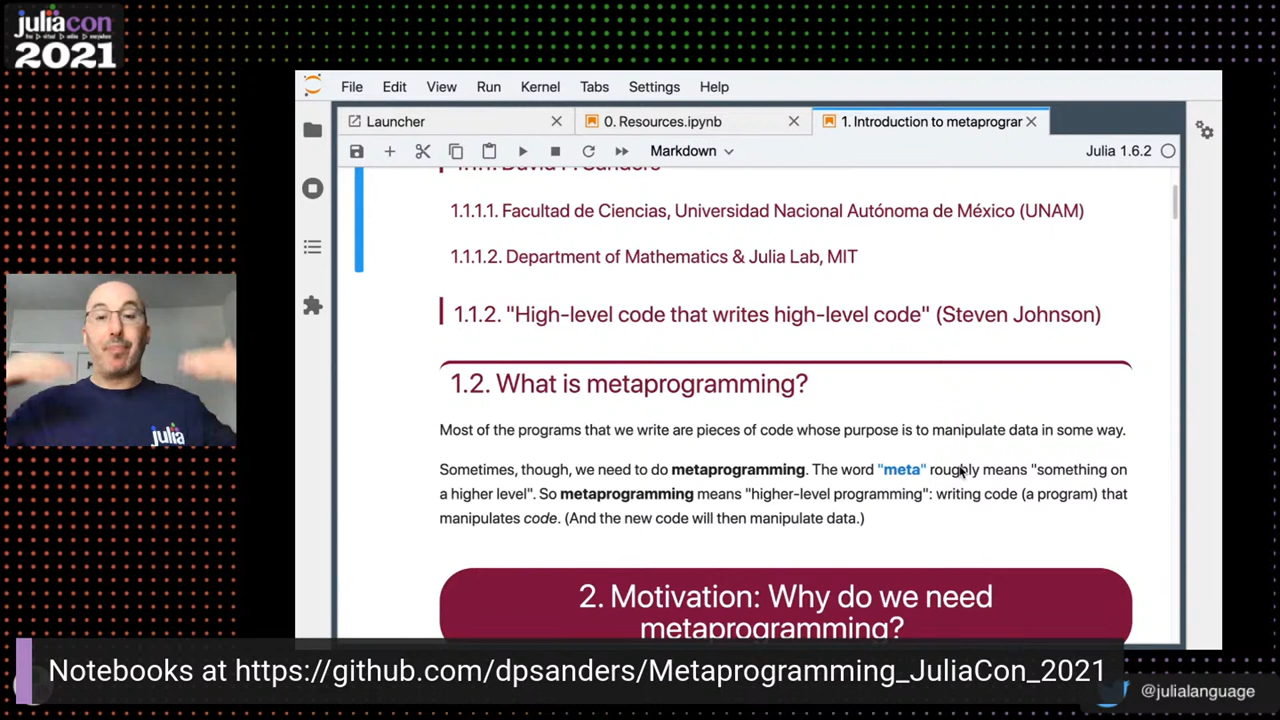 juliacon
2021
File Edit View Run Kernel Tabs Settings Help
Launcher
0. Resources.ipynb
1. Introduction to metaprograr
Markdown
Julia 1.6.2
1.1.1. David P. Sanders
1.1.1.1. Facultad de Ciencias, Universidad Nacional Autónoma de México (UNAM)
1.1.1.2. Department of Mathematics & Julia Lab, MIT
1.1.2. "High-level code that writes high-level code" (Steven Johnson)
1.2. What is metaprogramming?
Most of the programs that we write are pieces of code whose purpose is to manipulate data in some way.
Sometimes, though, we need to do metaprogramming. The word "meta" roughly means "something on
a higher level". So metaprogramming means "higher-level programming": writing code (a program) that
manipulates code. (And the new code will then manipulate data.)
2. Motivation: Why do we need
metaprogramming?
julia
Notebooks at https://github.com/dpsanders/Metaprogramming_JuliaCon_2021
@julialanguage